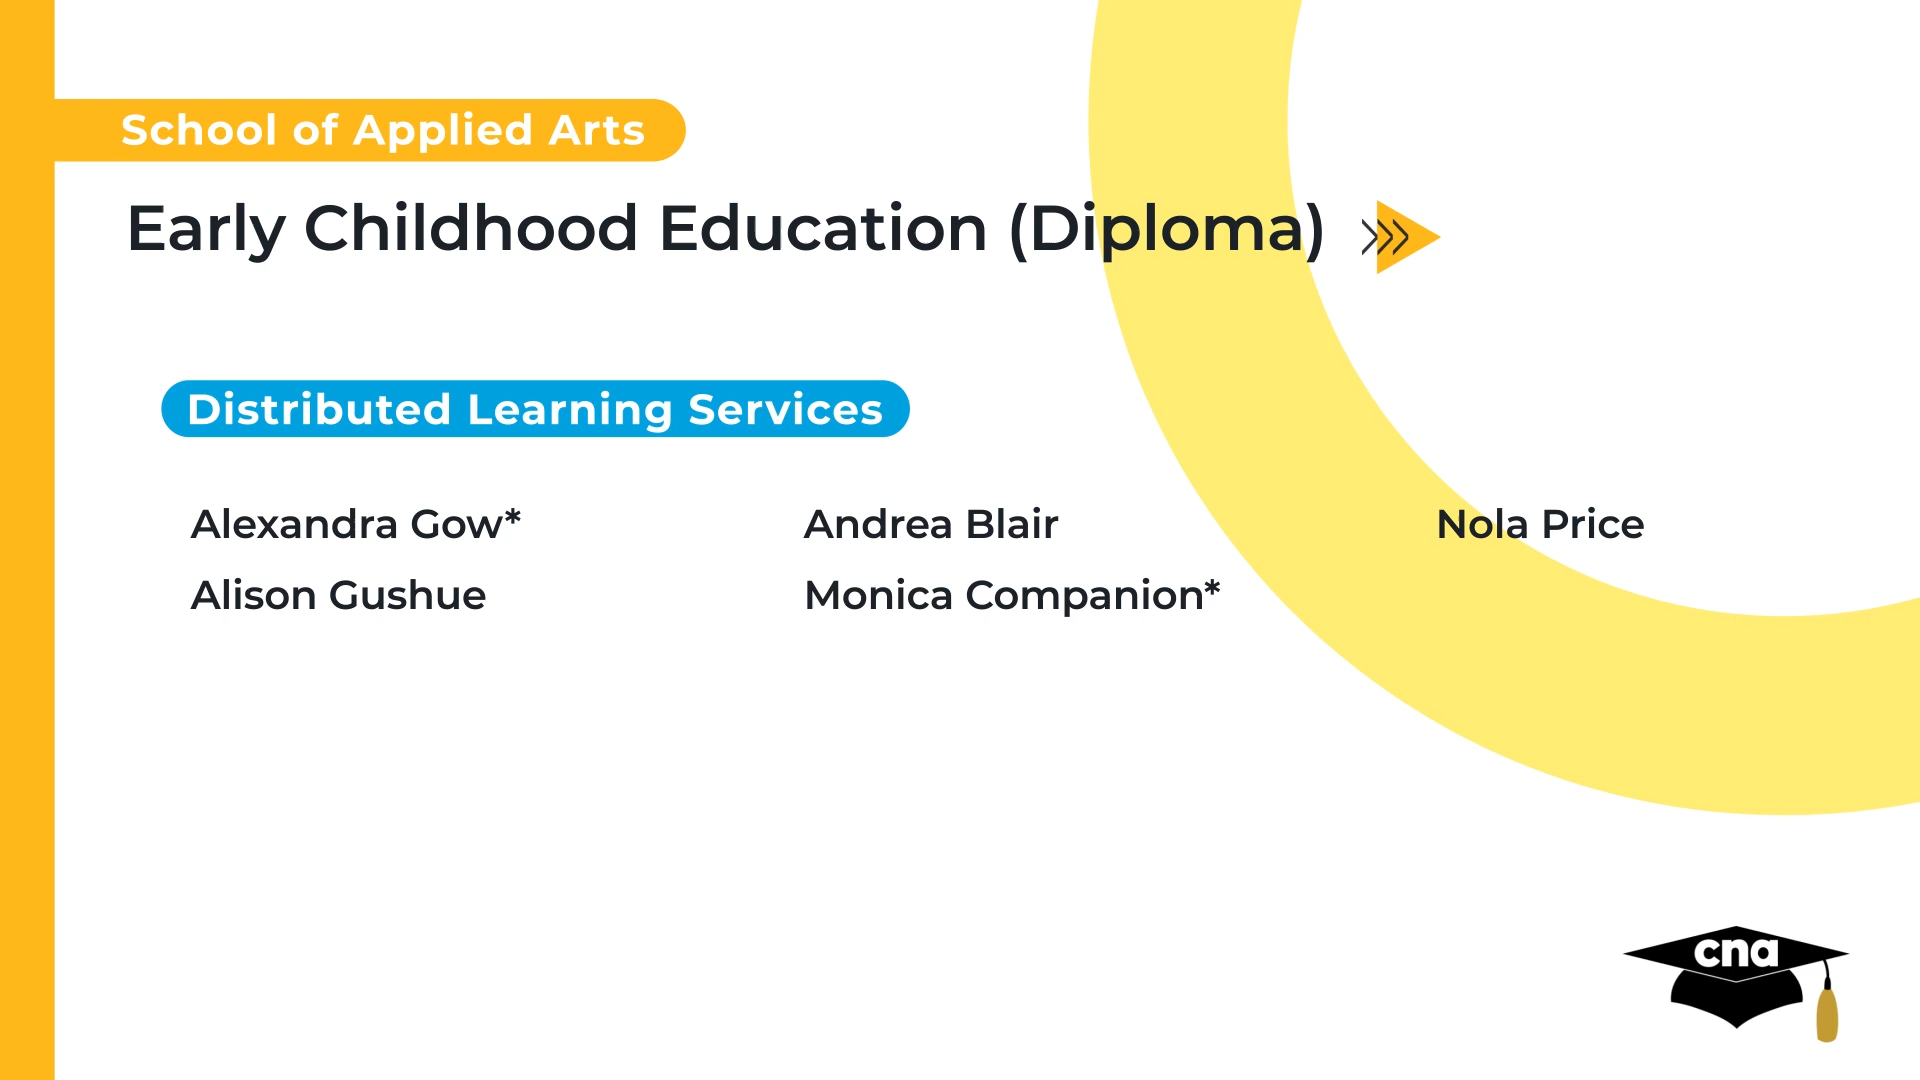 School of Applied Arts
Early Childhood Education (Diploma)
Distributed Learning Services
Alexandra Gow*
Andrea Blair
Nola Price
Alison Gushue
Monica Companion*
cna